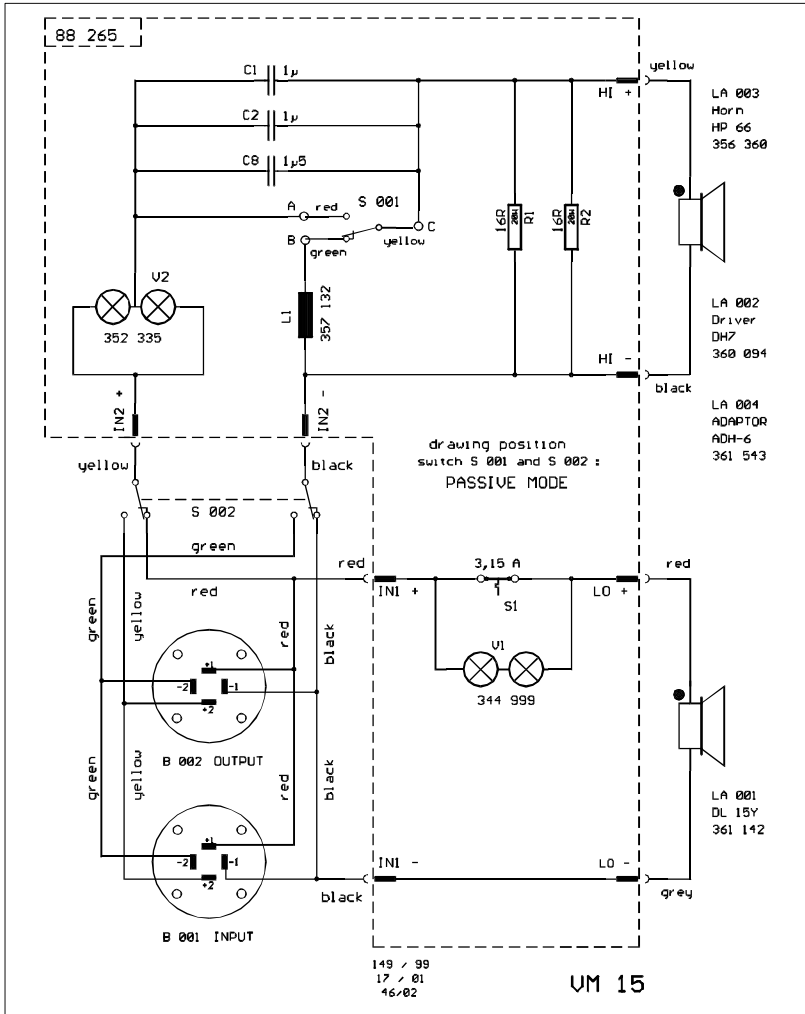 88 265
C1 1µ
C2 1µ
C8 1µ5
S 001
A red
B green
yellow C
V2
352 335
L1
357 132
16R 20W R1
16R 20W R2
HI +
yellow
HI -
black
LA 003
Horn
HP 66
356 360
LA 002
Driver
DH7
360 094
LA 004
ADAPTOR
ADH-6
361 543
IN2 +
IN2 -
yellow
black
S 002
drawing position
switch S 001 and S 002 :
PASSIVE MODE
green
red
red
green
yellow
red
black
+1
-2 -1
+2
B 002 OUTPUT
green
yellow
red
black
+1
-2 -1
+2
B 001 INPUT
IN1 +
3,15 A
S1
LO +
red
V1
344 999
LA 001
DL 15Y
361 142
IN1 -
black
LO -
grey
149 / 99
17 / 01
46/02
VM 15